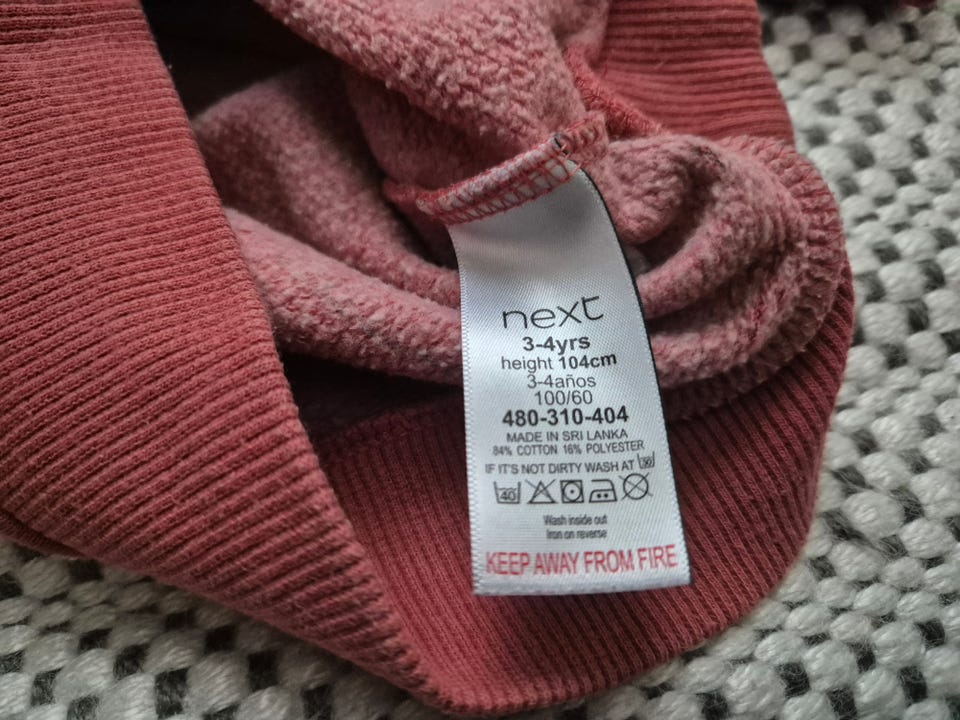 next
3-4yrs
height 104cm
3-4años
100/60
480-310-404
MADE IN SRI LANKA
84% COTTON 16% POLYESTER
IF IT'S NOT DIRTY WASH AT 30
40
Wash inside out
Iron on reverse
KEEP AWAY FROM FIRE